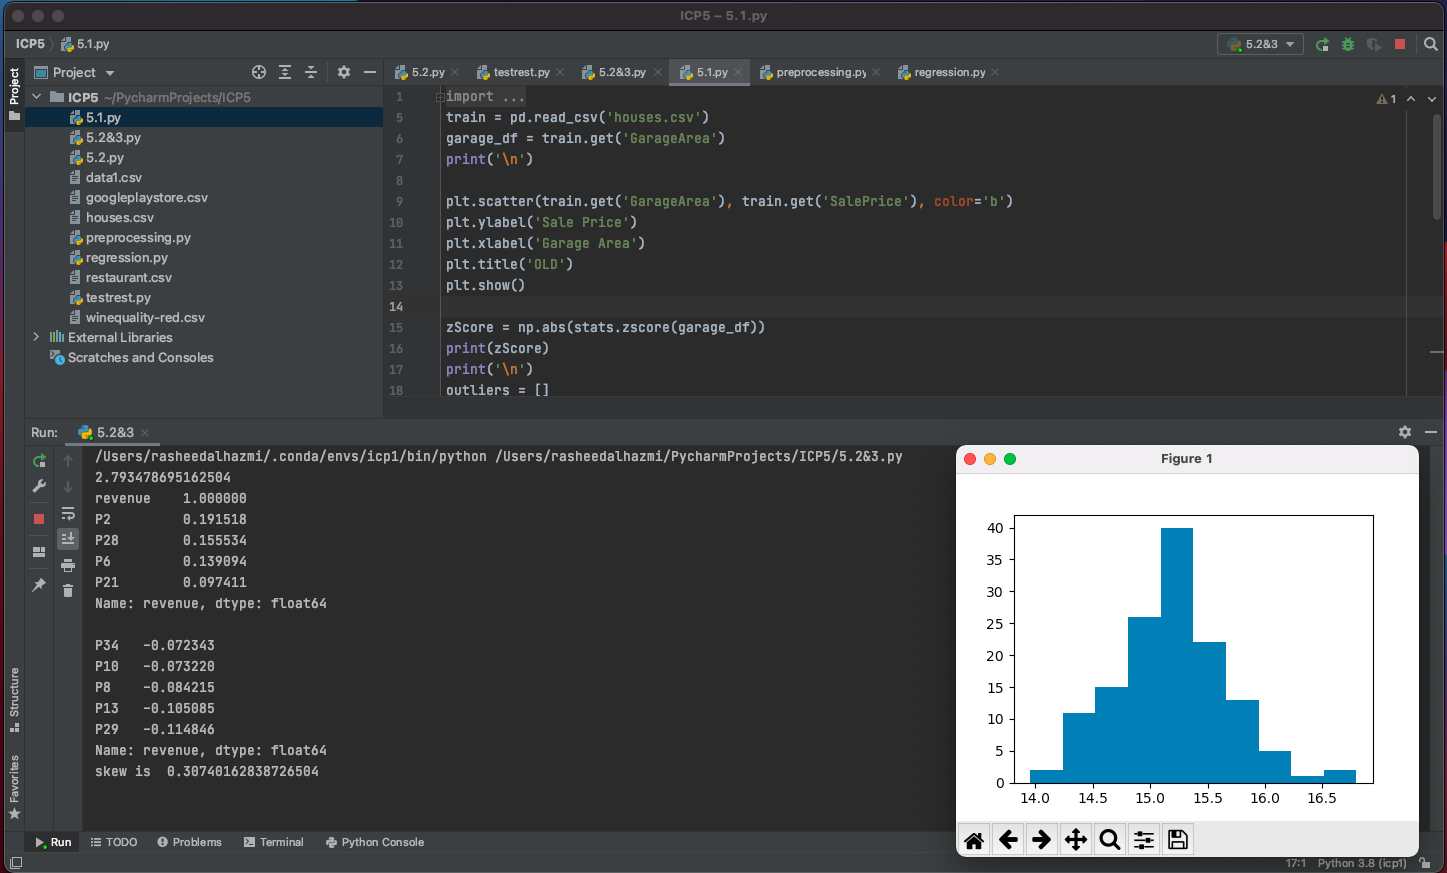 ICP5 – 5.1.py
ICP5 〉 5.1.py
5.2&3
Project
Project
5.2.py
testrest.py
5.2&3.py
5.1.py
preprocessing.py
regression.py
ICP5 ~/PycharmProjects/ICP5
5.1.py
5.2&3.py
5.2.py
data1.csv
googleplaystore.csv
houses.csv
preprocessing.py
regression.py
restaurant.csv
testrest.py
winequality-red.csv
External Libraries
Scratches and Consoles
1 import ...
1
5 train = pd.read_csv('houses.csv')
6 garage_df = train.get('GarageArea')
7 print('\n')
8
9 plt.scatter(train.get('GarageArea'), train.get('SalePrice'), color='b')
10 plt.ylabel('Sale Price')
11 plt.xlabel('Garage Area')
12 plt.title('OLD')
13 plt.show()
14
15 zScore = np.abs(stats.zscore(garage_df))
16 print(zScore)
17 print('\n')
18 outliers = []
Run: 5.2&3
/Users/rasheedalhazmi/.conda/envs/icp1/bin/python /Users/rasheedalhazmi/PycharmProjects/ICP5/5.2&3.py
2.793478695162504
revenue 1.000000
P2 0.191518
P28 0.155534
P6 0.139094
P21 0.097411
Name: revenue, dtype: float64
P34 -0.072343
P10 -0.073220
P8 -0.084215
P13 -0.105085
P29 -0.114846
Name: revenue, dtype: float64
skew is 0.30740162838726504
Structure
Favorites
Figure 1
40
35
30
25
20
15
10
5
0
14.0 14.5 15.0 15.5 16.0 16.5
Run
TODO
Problems
Terminal
Python Console
17:1 Python 3.8 (icp1)